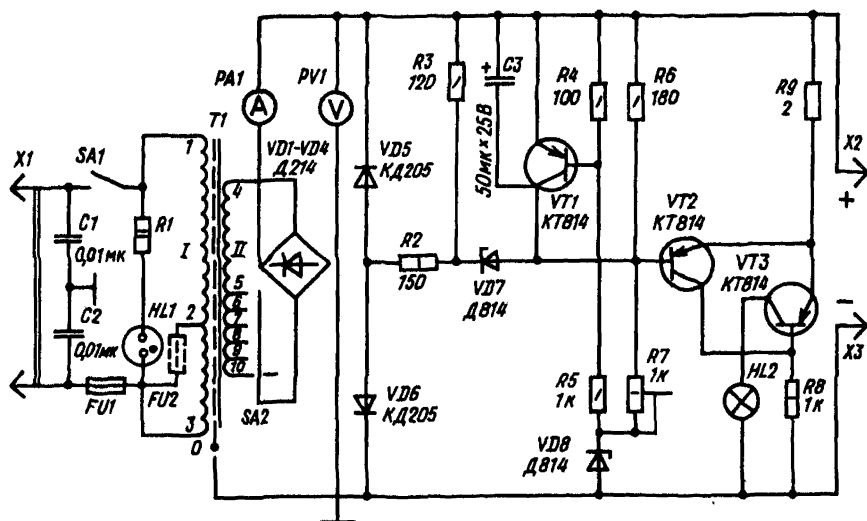 X1
SA1
C1
0,01мк
C2
0,01мк
FU1
R1
HL1
FU2
T1
1
I
2
3
0
II
4
5
6
7
8
9
10
SA2
PA1
A
VD1-VD4
Д214
PV1
V
VD5
КД205
R2
150
VD6
КД205
R3
120
+ C3
50мк×25В
VD7
Д814
R4
100
VT1
КТ814
R5
1к
VD8
Д814
R6
180
R7
1к
VT2
КТ814
VT3
КТ814
HL2
R8
1к
R9
2
X2
+
–
X3